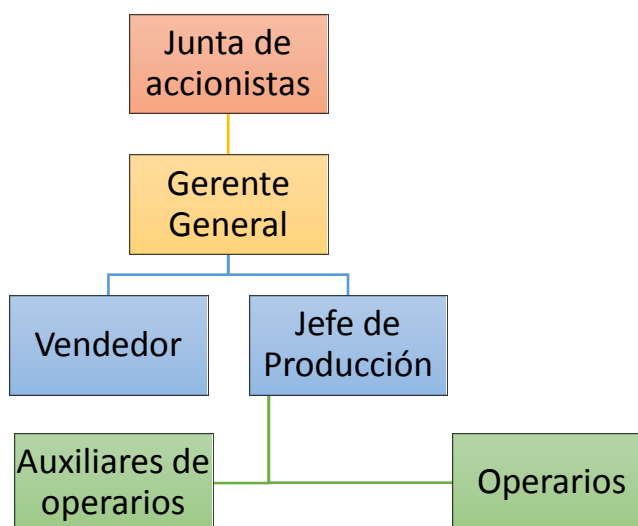 Junta de
accionistas
Gerente
General
Vendedor
Jefe de
Producción
Auxiliares de
operarios
Operarios